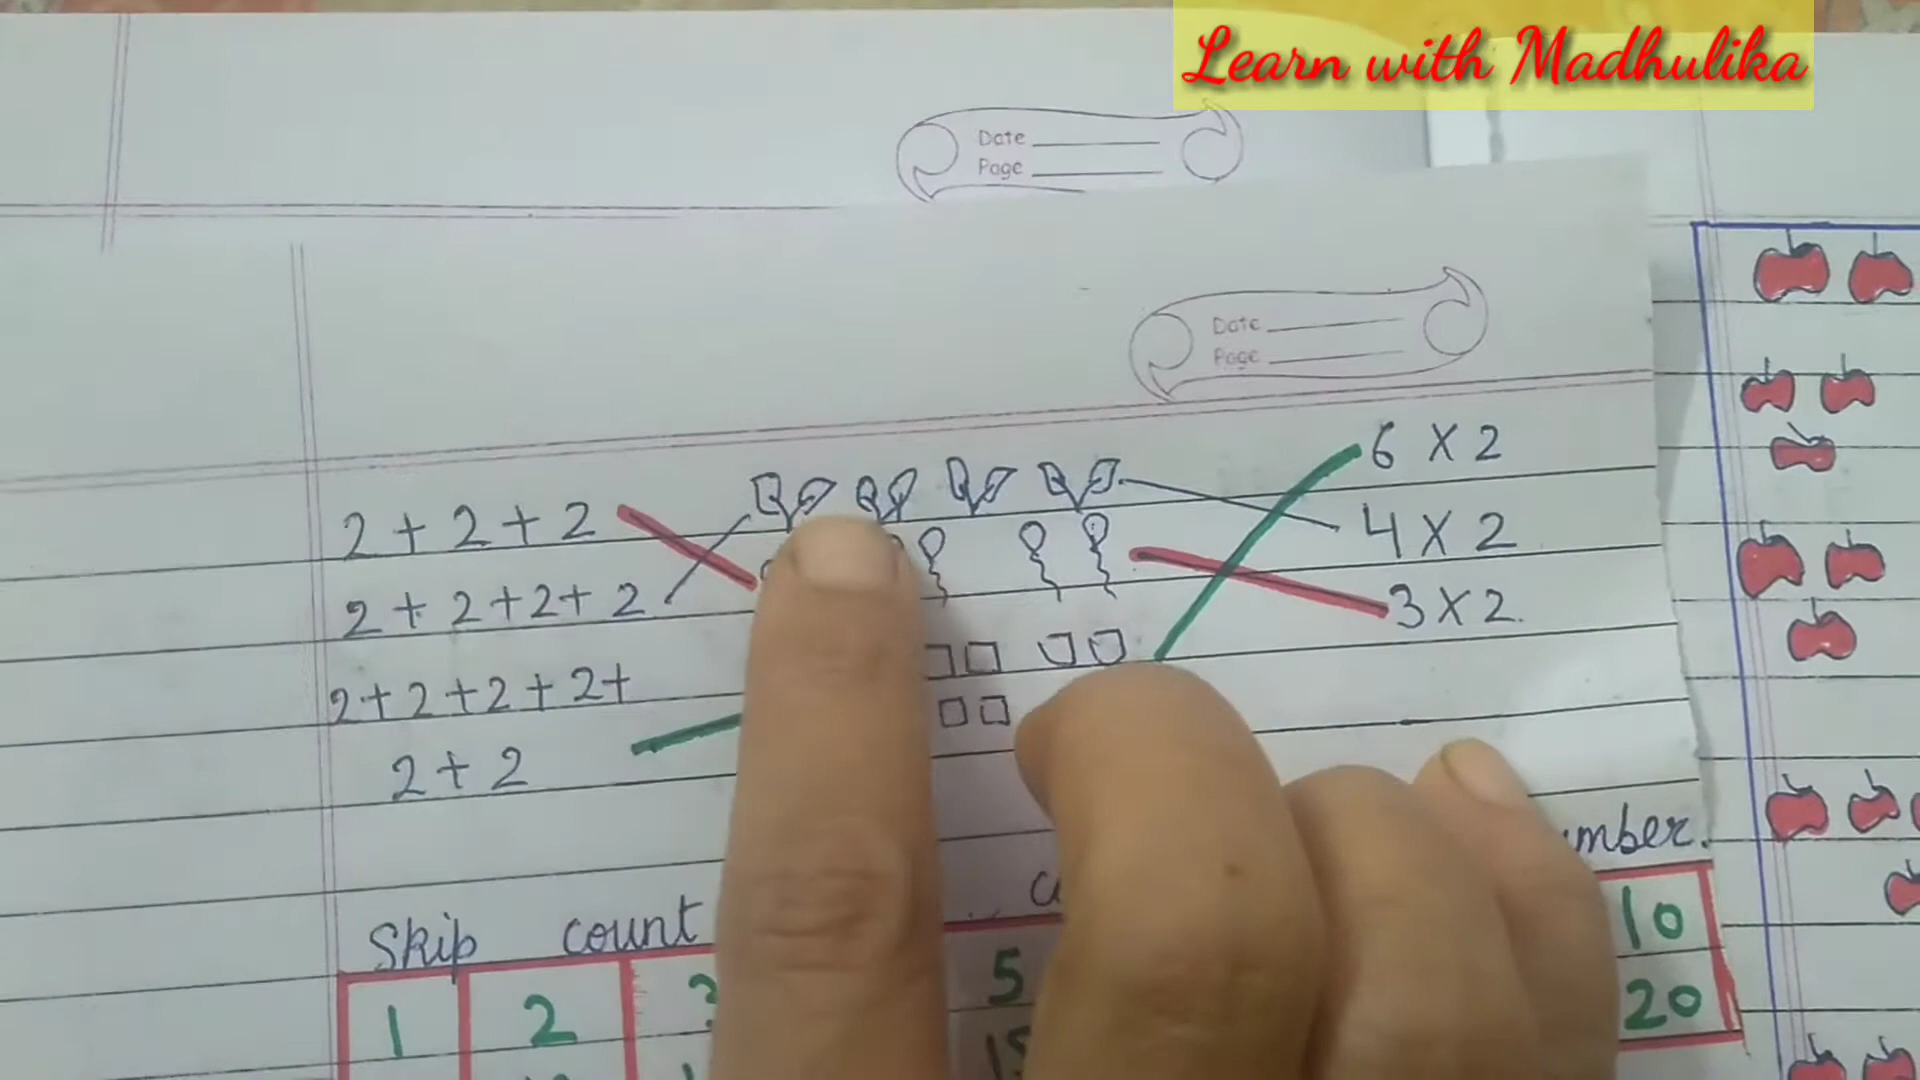 Learn with Madhulika
Date
Page
Date
Page
2 + 2 + 2
2 + 2 + 2 + 2
2 + 2 + 2 + 2 +
2 + 2
6 X 2
4 X 2
3 X 2.
Skip count
1 2 5 10
20